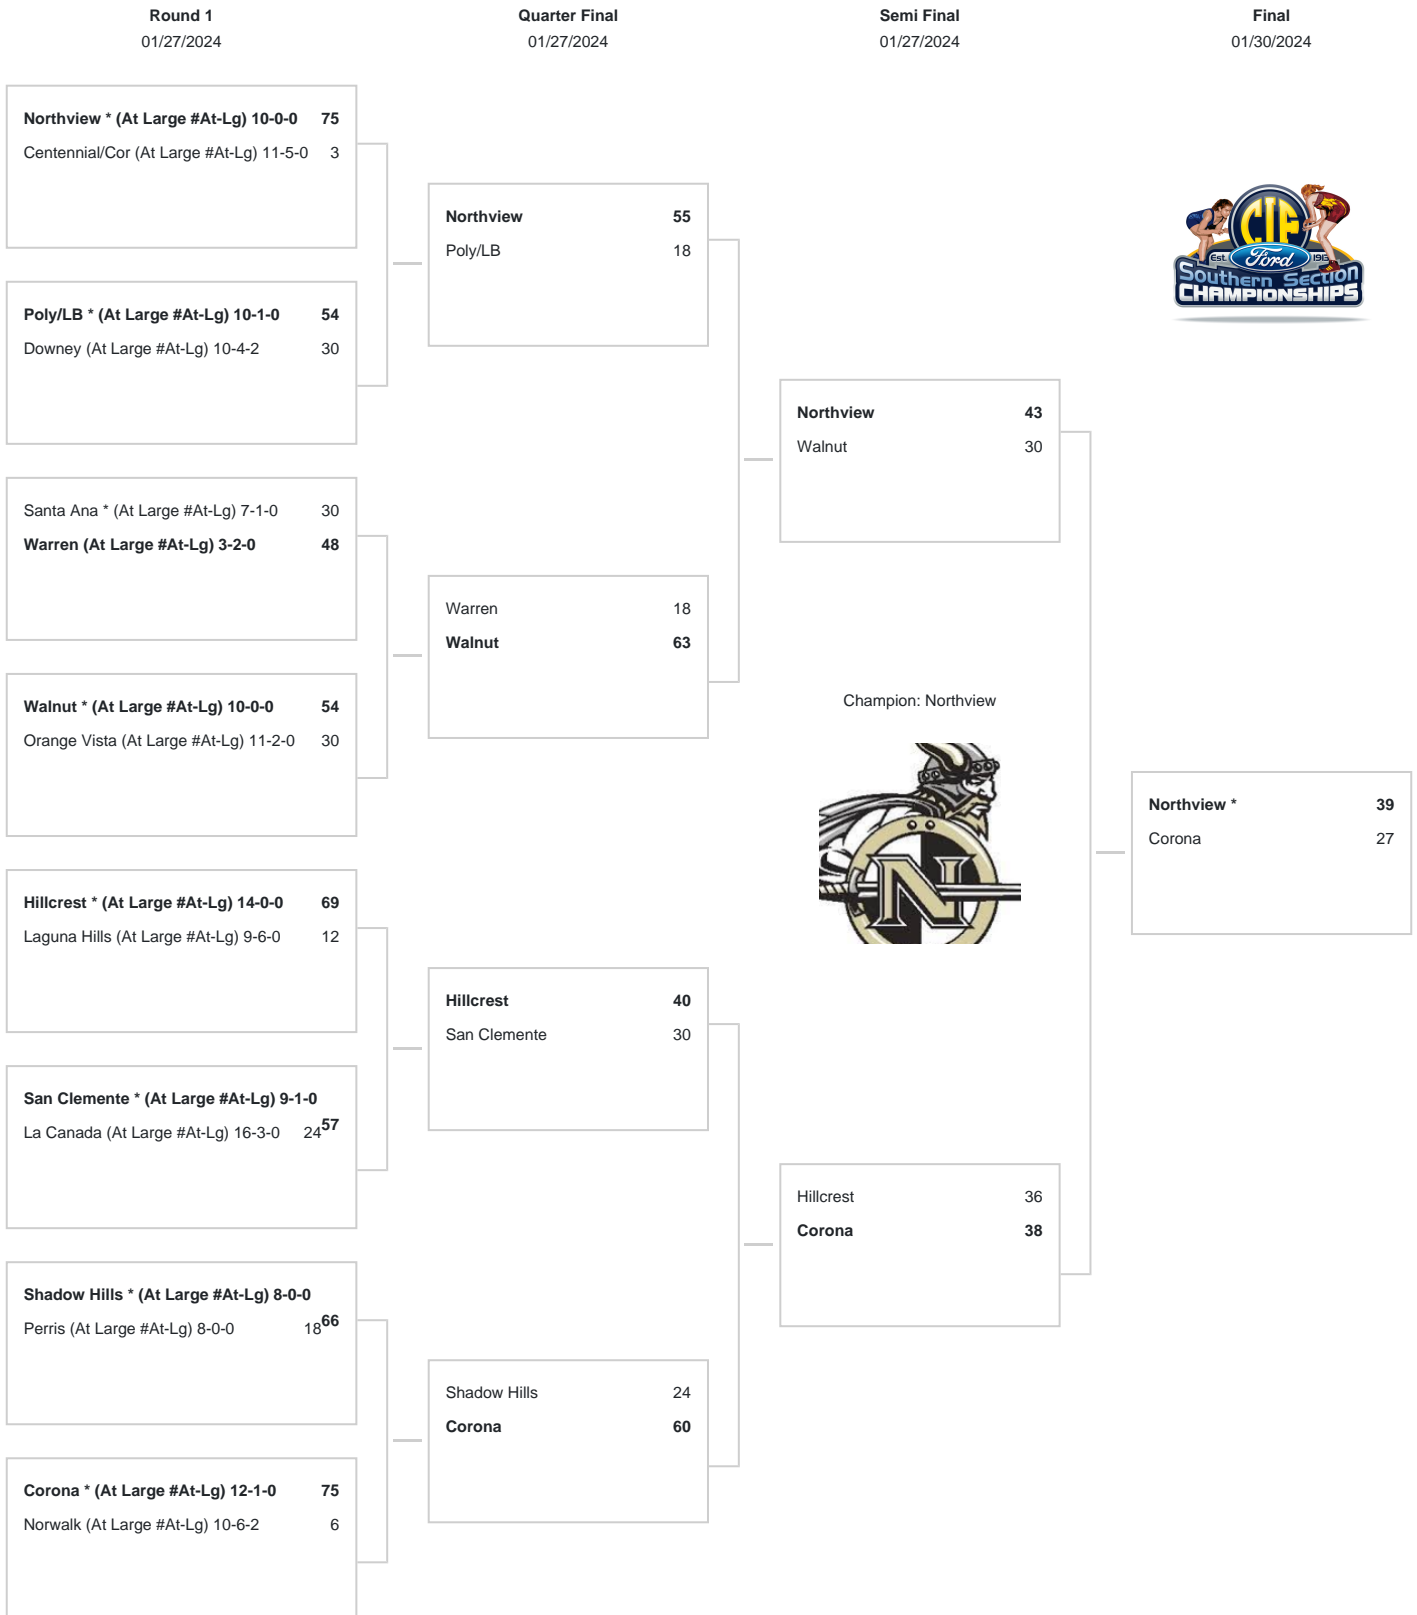 Round 1
01/27/2024
Quarter Final
01/27/2024
Semi Final
01/27/2024
Final
01/30/2024
Northview * (At Large #At-Lg) 10-0-0 75
Centennial/Cor (At Large #At-Lg) 11-5-0 3
Poly/LB * (At Large #At-Lg) 10-1-0 54
Downey (At Large #At-Lg) 10-4-2 30
Santa Ana * (At Large #At-Lg) 7-1-0 30
Warren (At Large #At-Lg) 3-2-0 48
Walnut * (At Large #At-Lg) 10-0-0 54
Orange Vista (At Large #At-Lg) 11-2-0 30
Hillcrest * (At Large #At-Lg) 14-0-0 69
Laguna Hills (At Large #At-Lg) 9-6-0 12
San Clemente * (At Large #At-Lg) 9-1-0 57
La Canada (At Large #At-Lg) 16-3-0 24
Shadow Hills * (At Large #At-Lg) 8-0-0 66
Perris (At Large #At-Lg) 8-0-0 18
Corona * (At Large #At-Lg) 12-1-0 75
Norwalk (At Large #At-Lg) 10-6-2 6
Northview 55
Poly/LB 18
Warren 18
Walnut 63
Hillcrest 40
San Clemente 30
Shadow Hills 24
Corona 60
Northview 43
Walnut 30
Hillcrest 36
Corona 38
Champion: Northview
N
CIF
Est. Ford 1913
Southern Section
CHAMPIONSHIPS
Northview * 39
Corona 27